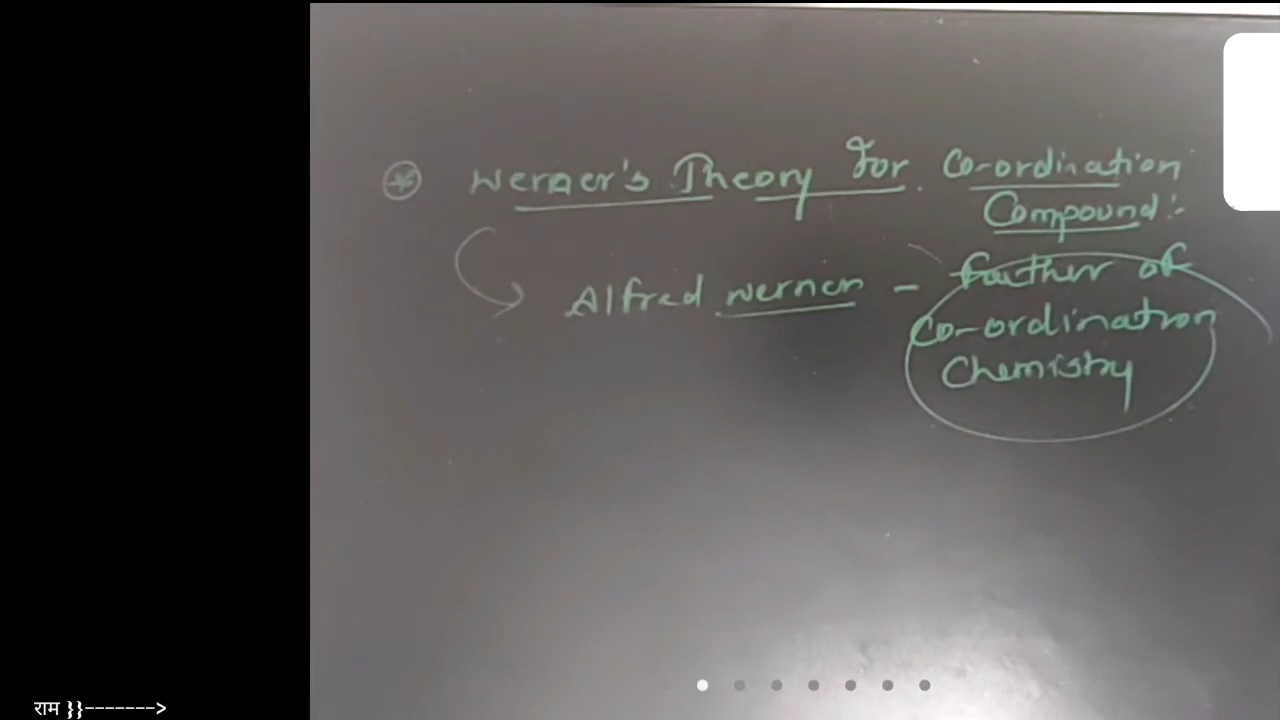 * Werner's Theory for Co-ordination
Compound:-
Alfred Werner - Father of
Co-ordination
Chemistry
राम }}------->